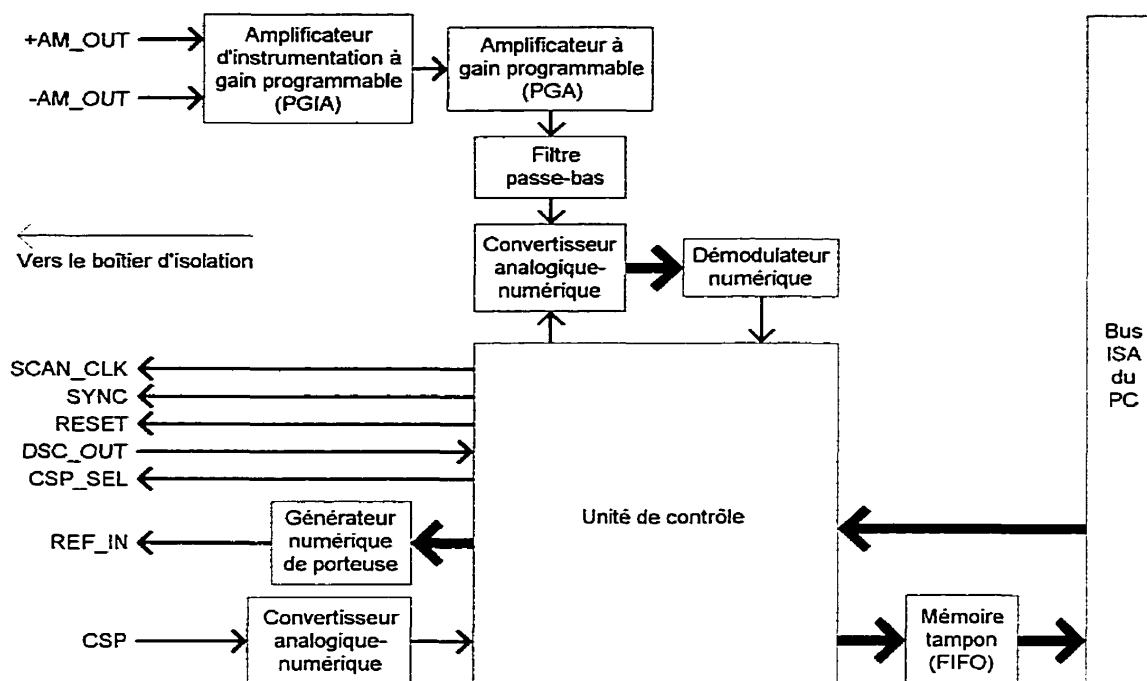 +AM_OUT
-AM_OUT
Amplificateur
d'instrumentation à
gain programmable
(PGIA)
Amplificateur à
gain programmable
(PGA)
Filtre
passe-bas
Vers le boîtier d'isolation
Convertisseur
analogique-
numérique
Démodulateur
numérique
Bus
ISA
du
PC
SCAN_CLK
SYNC
RESET
DSC_OUT
CSP_SEL
REF_IN
Générateur
numérique
de porteuse
Unité de contrôle
CSP
Convertisseur
analogique-
numérique
Mémoire
tampon
(FIFO)